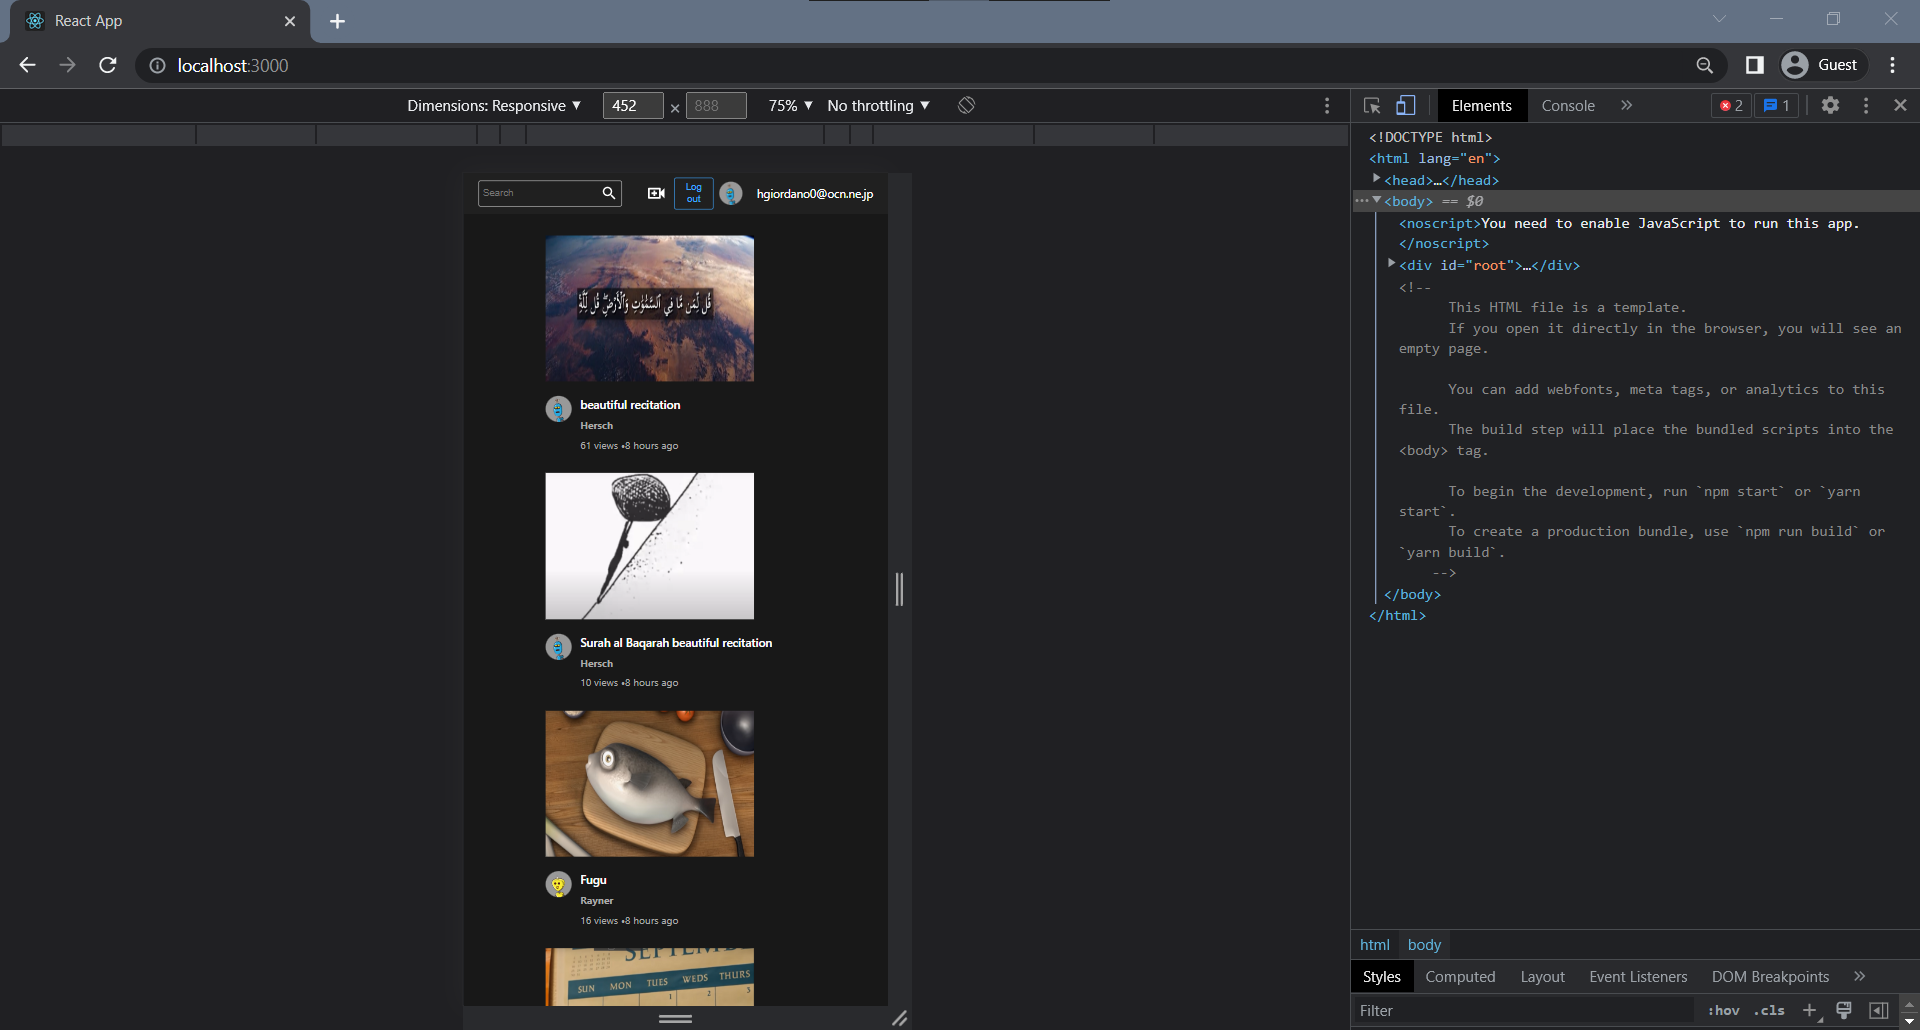 React App
localhost:3000
Guest
Dimensions: Responsive ▼ 452 × 888 75% ▼ No throttling ▼
Elements Console » 2 1
Search
Log
out
hgiordano0@ocn.ne.jp
قُل لِّمَن مَّا فِي السَّمَٰوَٰتِ وَالْأَرْضِ ۖ قُل لِّلَّهِ ۚ
beautiful recitation
Hersch
61 views •8 hours ago
Surah al Baqarah beautiful recitation
Hersch
10 views •8 hours ago
Fugu
Rayner
16 views •8 hours ago
SEPTEMBE
SUN MON TUES WEDS THURS
1 2 3
<!DOCTYPE html>
<html lang="en">
<head>…</head>
<body> == $0
<noscript>You need to enable JavaScript to run this app.
</noscript>
<div id="root">…</div>
<!--
This HTML file is a template.
If you open it directly in the browser, you will see an
empty page.
You can add webfonts, meta tags, or analytics to this
file.
The build step will place the bundled scripts into the
<body> tag.
To begin the development, run `npm start` or `yarn
start`.
To create a production bundle, use `npm run build` or
`yarn build`.
-->
</body>
</html>
html body
Styles Computed Layout Event Listeners DOM Breakpoints »
Filter :hov .cls +